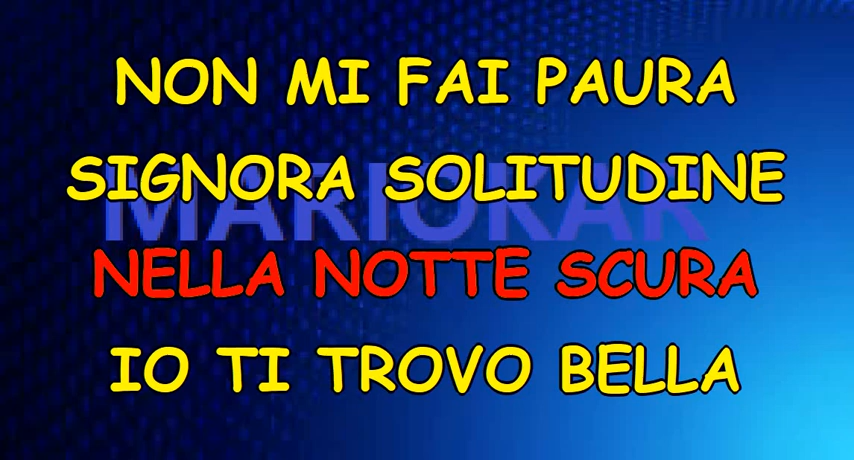 NON MI FAI PAURA
SIGNORA SOLITUDINE
MARIOKAR
NELLA NOTTE SCURA
IO TI TROVO BELLA